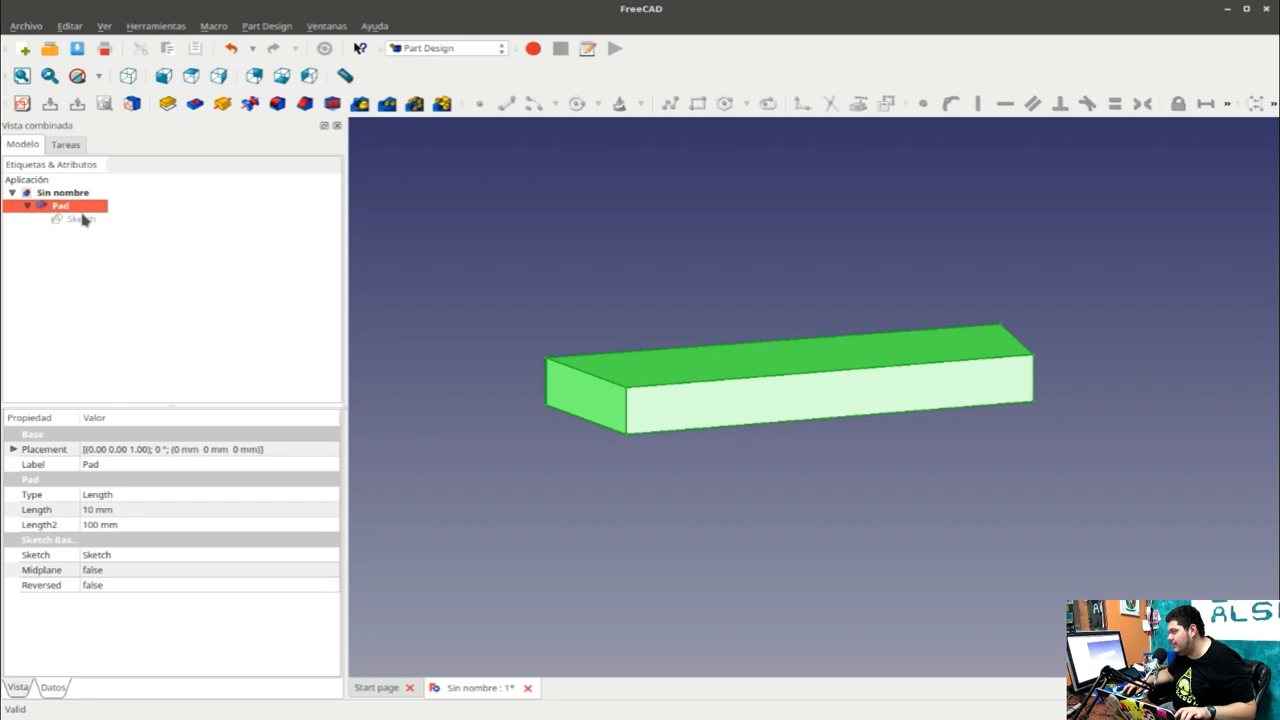 FreeCAD
Archivo Editar Ver Herramientas Macro Part Design Ventanas Ayuda
Part Design
Vista combinada
Modelo Tareas
Etiquetas & Atributos
Aplicación
Sin nombre
Pad
Sketch
Propiedad Valor
Base
Placement [(0.00 0.00 1.00); 0 °; (0 mm 0 mm 0 mm)]
Label Pad
Pad
Type Length
Length 10 mm
Length2 100 mm
Sketch Bas...
Sketch Sketch
Midplane false
Reversed false
Vista Datos
Start page Sin nombre : 1*
Valid
ALS